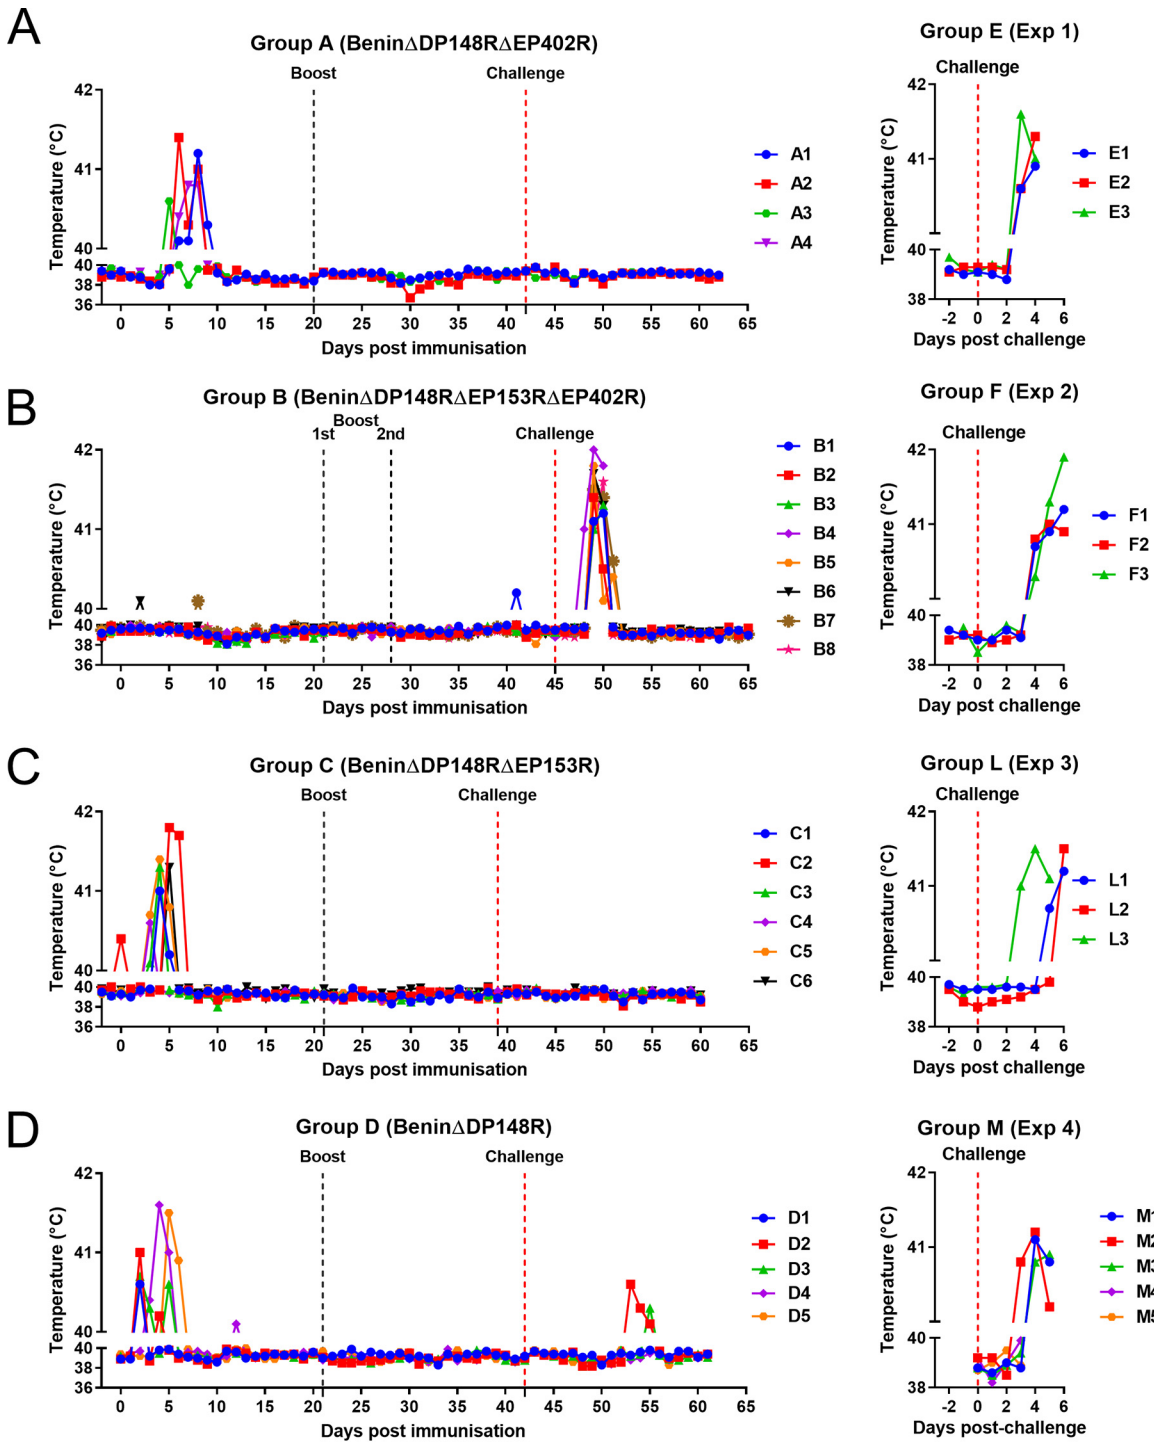 A
Group A (BeninΔDP148RΔEP402R)
Boost
Challenge
Temperature (°C)
42
41
40
40
38
36
0 5 10 15 20 25 30 35 40 45 50 55 60 65
Days post immunisation
A1
A2
A3
A4
Group E (Exp 1)
Challenge
Temperature (°C)
42
41
40
38
-2 0 2 4 6
Days post challenge
E1
E2
E3
B
Group B (BeninΔDP148RΔEP153RΔEP402R)
Boost
1st 2nd
Challenge
Temperature (°C)
42
41
40
40
38
36
0 5 10 15 20 25 30 35 40 45 50 55 60 65
Days post immunisation
B1
B2
B3
B4
B5
B6
B7
B8
Group F (Exp 2)
Challenge
Temperature (°C)
42
41
40
38
-2 0 2 4 6
Day post challenge
F1
F2
F3
C
Group C (BeninΔDP148RΔEP153R)
Boost
Challenge
Temperature (°C)
42
41
40
40
38
36
0 5 10 15 20 25 30 35 40 45 50 55 60 65
Days post immunisation
C1
C2
C3
C4
C5
C6
Group L (Exp 3)
Challenge
Temperature (°C)
42
41
40
38
-2 0 2 4 6
Days post challenge
L1
L2
L3
D
Group D (BeninΔDP148R)
Boost
Challenge
Temperature (°C)
42
41
40
40
38
36
0 5 10 15 20 25 30 35 40 45 50 55 60 65
Days post immunisation
D1
D2
D3
D4
D5
Group M (Exp 4)
Challenge
Temperature (°C)
42
41
40
38
-2 0 2 4 6
Days post-challenge
M1
M2
M3
M4
M5